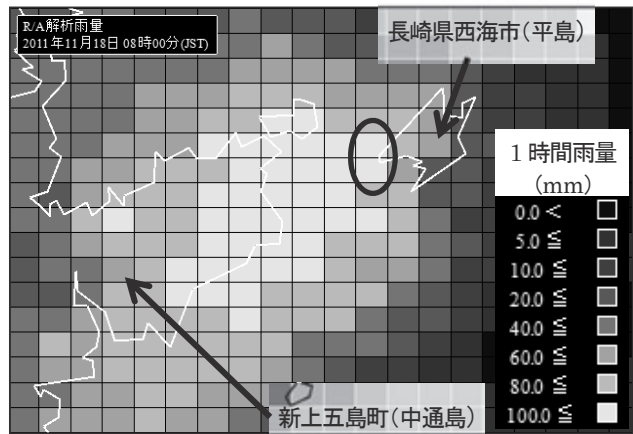 R/A解析雨量
2011年11月18日 08時00分(JST)
長崎県西海市(平島)
1時間雨量
(mm)
0.0 <
5.0 ≦
10.0 ≦
20.0 ≦
40.0 ≦
60.0 ≦
80.0 ≦
100.0 ≦
新上五島町(中通島)